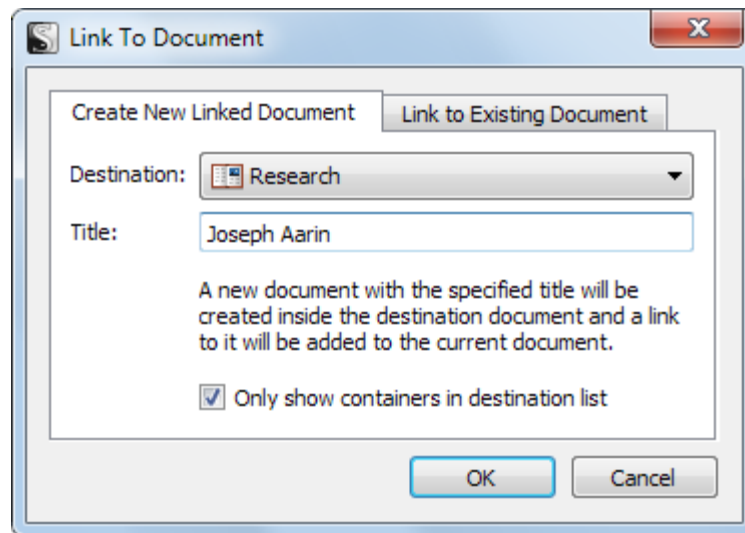 Link To Document
Create New Linked Document
Link to Existing Document
Destination:
Research
Title:
Joseph Aarin
A new document with the specified title will be
created inside the destination document and a link
to it will be added to the current document.
Only show containers in destination list
OK
Cancel